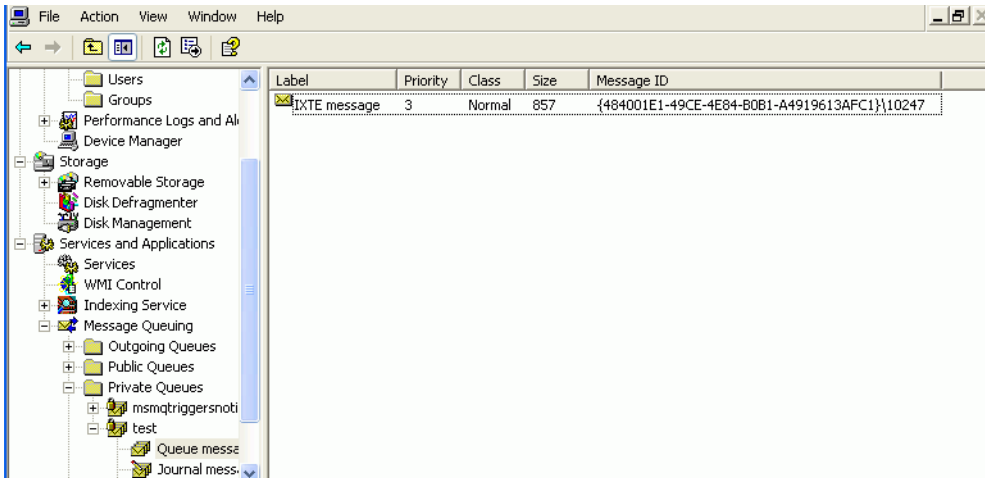 File Action View Window Help
Users
Groups
Performance Logs and Al
Device Manager
Storage
Removable Storage
Disk Defragmenter
Disk Management
Services and Applications
Services
WMI Control
Indexing Service
Message Queuing
Outgoing Queues
Public Queues
Private Queues
msmqtriggersnoti
test
Queue messa
Journal mess
Label Priority Class Size Message ID
IXTE message 3 Normal 857 {484001E1-49CE-4E84-B0B1-A4919613AFC1}\10247